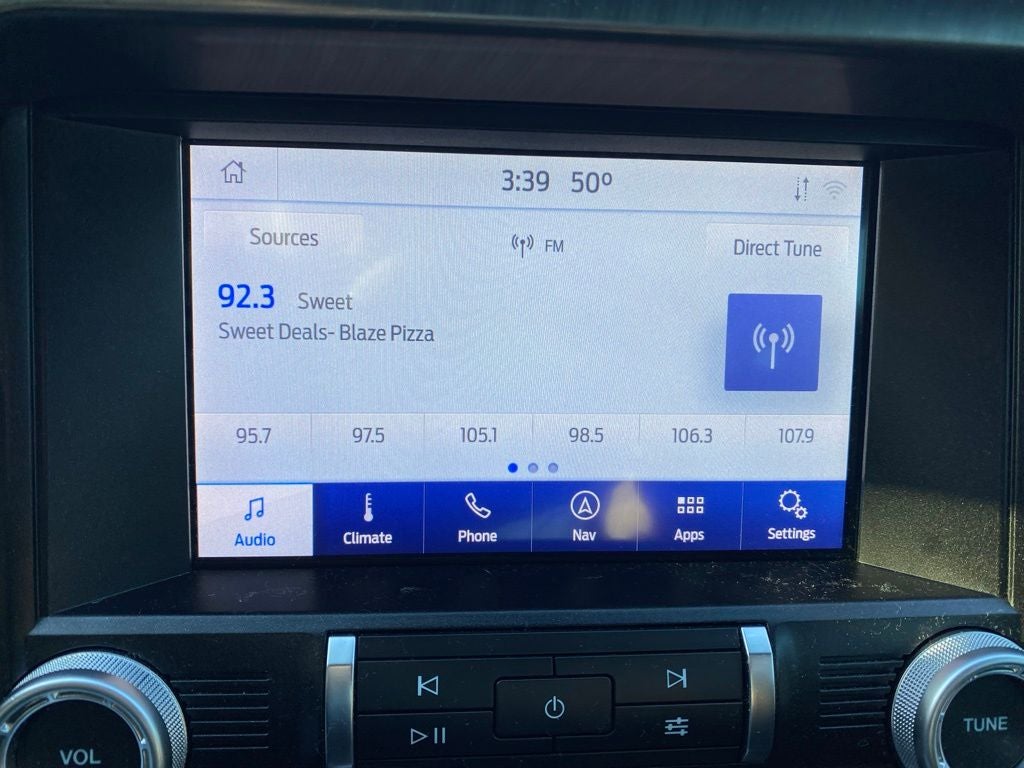 3:39 50º
Sources
FM
Direct Tune
92.3 Sweet
Sweet Deals- Blaze Pizza
95.7 97.5 105.1 98.5 106.3 107.9
Audio Climate Phone Nav Apps Settings
VOL
TUNE